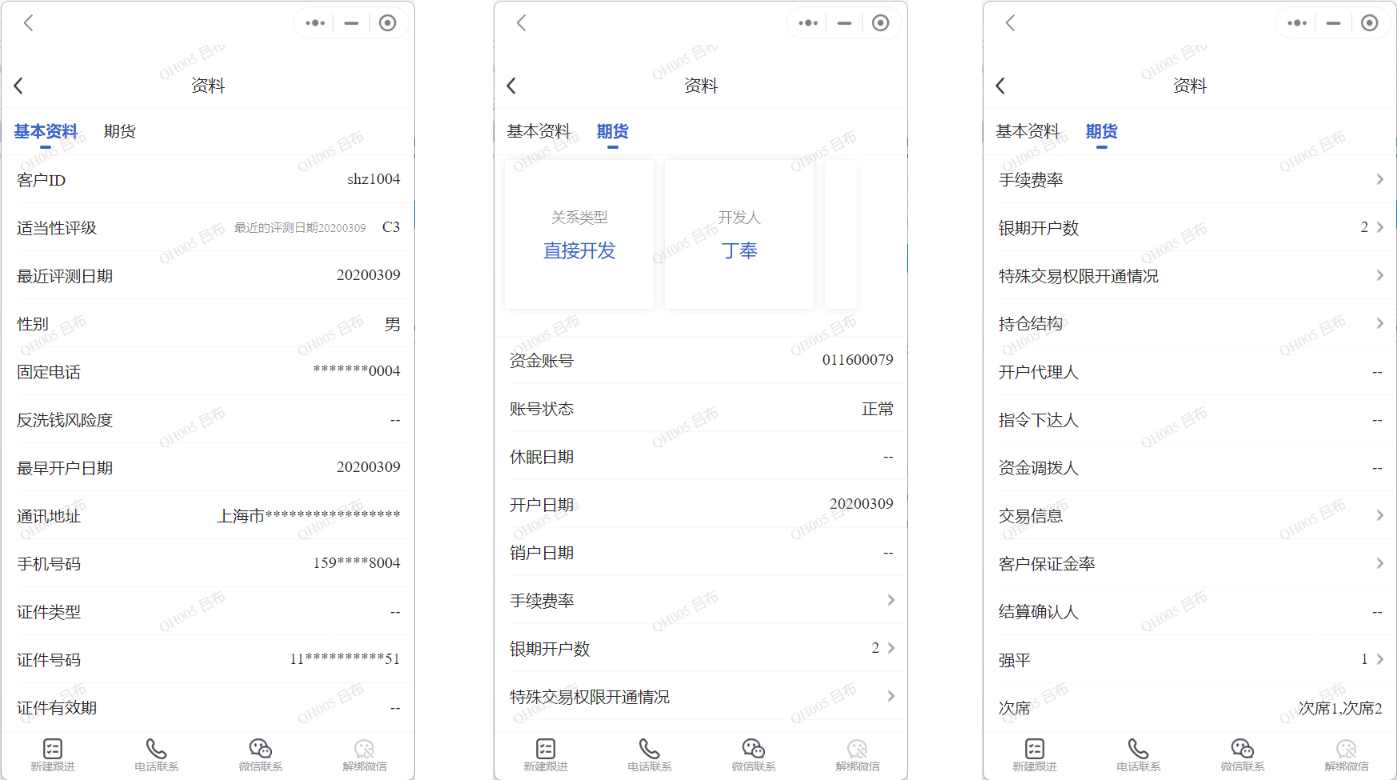 资料
基本资料 期货
客户ID shz1004
适当性评级 最近的评测日期20200309 C3
最近评测日期 20200309
性别 男
固定电话 *******0004
反洗钱风险度 --
最早开户日期 20200309
通讯地址 上海市*****************
手机号码 159****8004
证件类型 --
证件号码 11**********51
证件有效期 --
新建跟进 电话联系 微信联系 解绑微信
QH005 吕布
资料
基本资料 期货
关系类型 开发人
直接开发 丁奉
资金账号 011600079
账号状态 正常
休眠日期 --
开户日期 20200309
销户日期 --
手续费率
银期开户数 2
特殊交易权限开通情况
新建跟进 电话联系 微信联系 解绑微信
QH005 吕布
资料
基本资料 期货
手续费率
银期开户数 2
特殊交易权限开通情况
持仓结构
开户代理人 --
指令下达人 --
资金调拨人 --
交易信息
客户保证金率
结算确认人 --
强平 1
次席 次席1,次席2
新建跟进 电话联系 微信联系 解绑微信
QH005 吕布